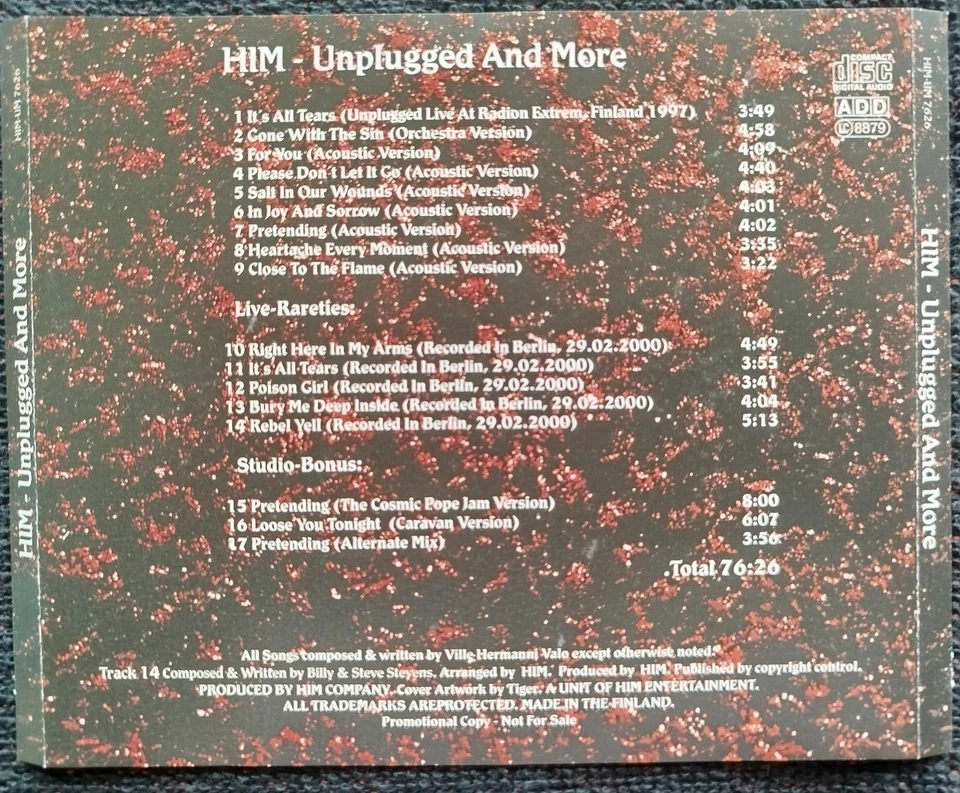 HIM - Unplugged And More
COMPACT
disc
DIGITAL AUDIO
ADD
LC 8879
1 It's All Tears (Unplugged Live At Radion Extrem, Finland 1997) 3:49
2 Gone With The Sin (Orchestra Version) 4:58
3 For You (Acoustic Version) 4:09
4 Please Don't Let It Go (Acoustic Version) 4:40
5 Salt In Our Wounds (Acoustic Version) 4:03
6 In Joy And Sorrow (Acoustic Version) 4:01
7 Pretending (Acoustic Version) 4:02
8 Heartache Every Moment (Acoustic Version) 3:35
9 Close To The Flame (Acoustic Version) 3:22
Live-Rareties:
10 Right Here In My Arms (Recorded In Berlin, 29.02.2000) 4:49
11 It's All Tears (Recorded In Berlin, 29.02.2000) 3:55
12 Poison Girl (Recorded In Berlin, 29.02.2000) 3:41
13 Bury Me Deep Inside (Recorded In Berlin, 29.02.2000) 4:04
14 Rebel Yell (Recorded In Berlin, 29.02.2000) 5:13
Studio-Bonus:
15 Pretending (The Cosmic Pope Jam Version) 8:00
16 Loose You Tonight (Caravan Version) 6:07
17 Pretending (Alternate Mix) 3:56
Total 76:26
All Songs composed & written by Ville Hermanni Valo except otherwise noted.
Track 14 Composed & Written by Billy & Steve Stevens. Arranged by HIM. Produced by HIM. Published by copyright control.
PRODUCED BY HIM COMPANY. Cover Artwork by Tiger. A UNIT OF HIM ENTERTAINMENT.
ALL TRADEMARKS AREPROTECTED. MADE IN THE FINLAND.
Promotional Copy - Not For Sale
HIM - Unplugged And More
HIM-UM 7626
HIM - Unplugged And More
HIM-UM 7626